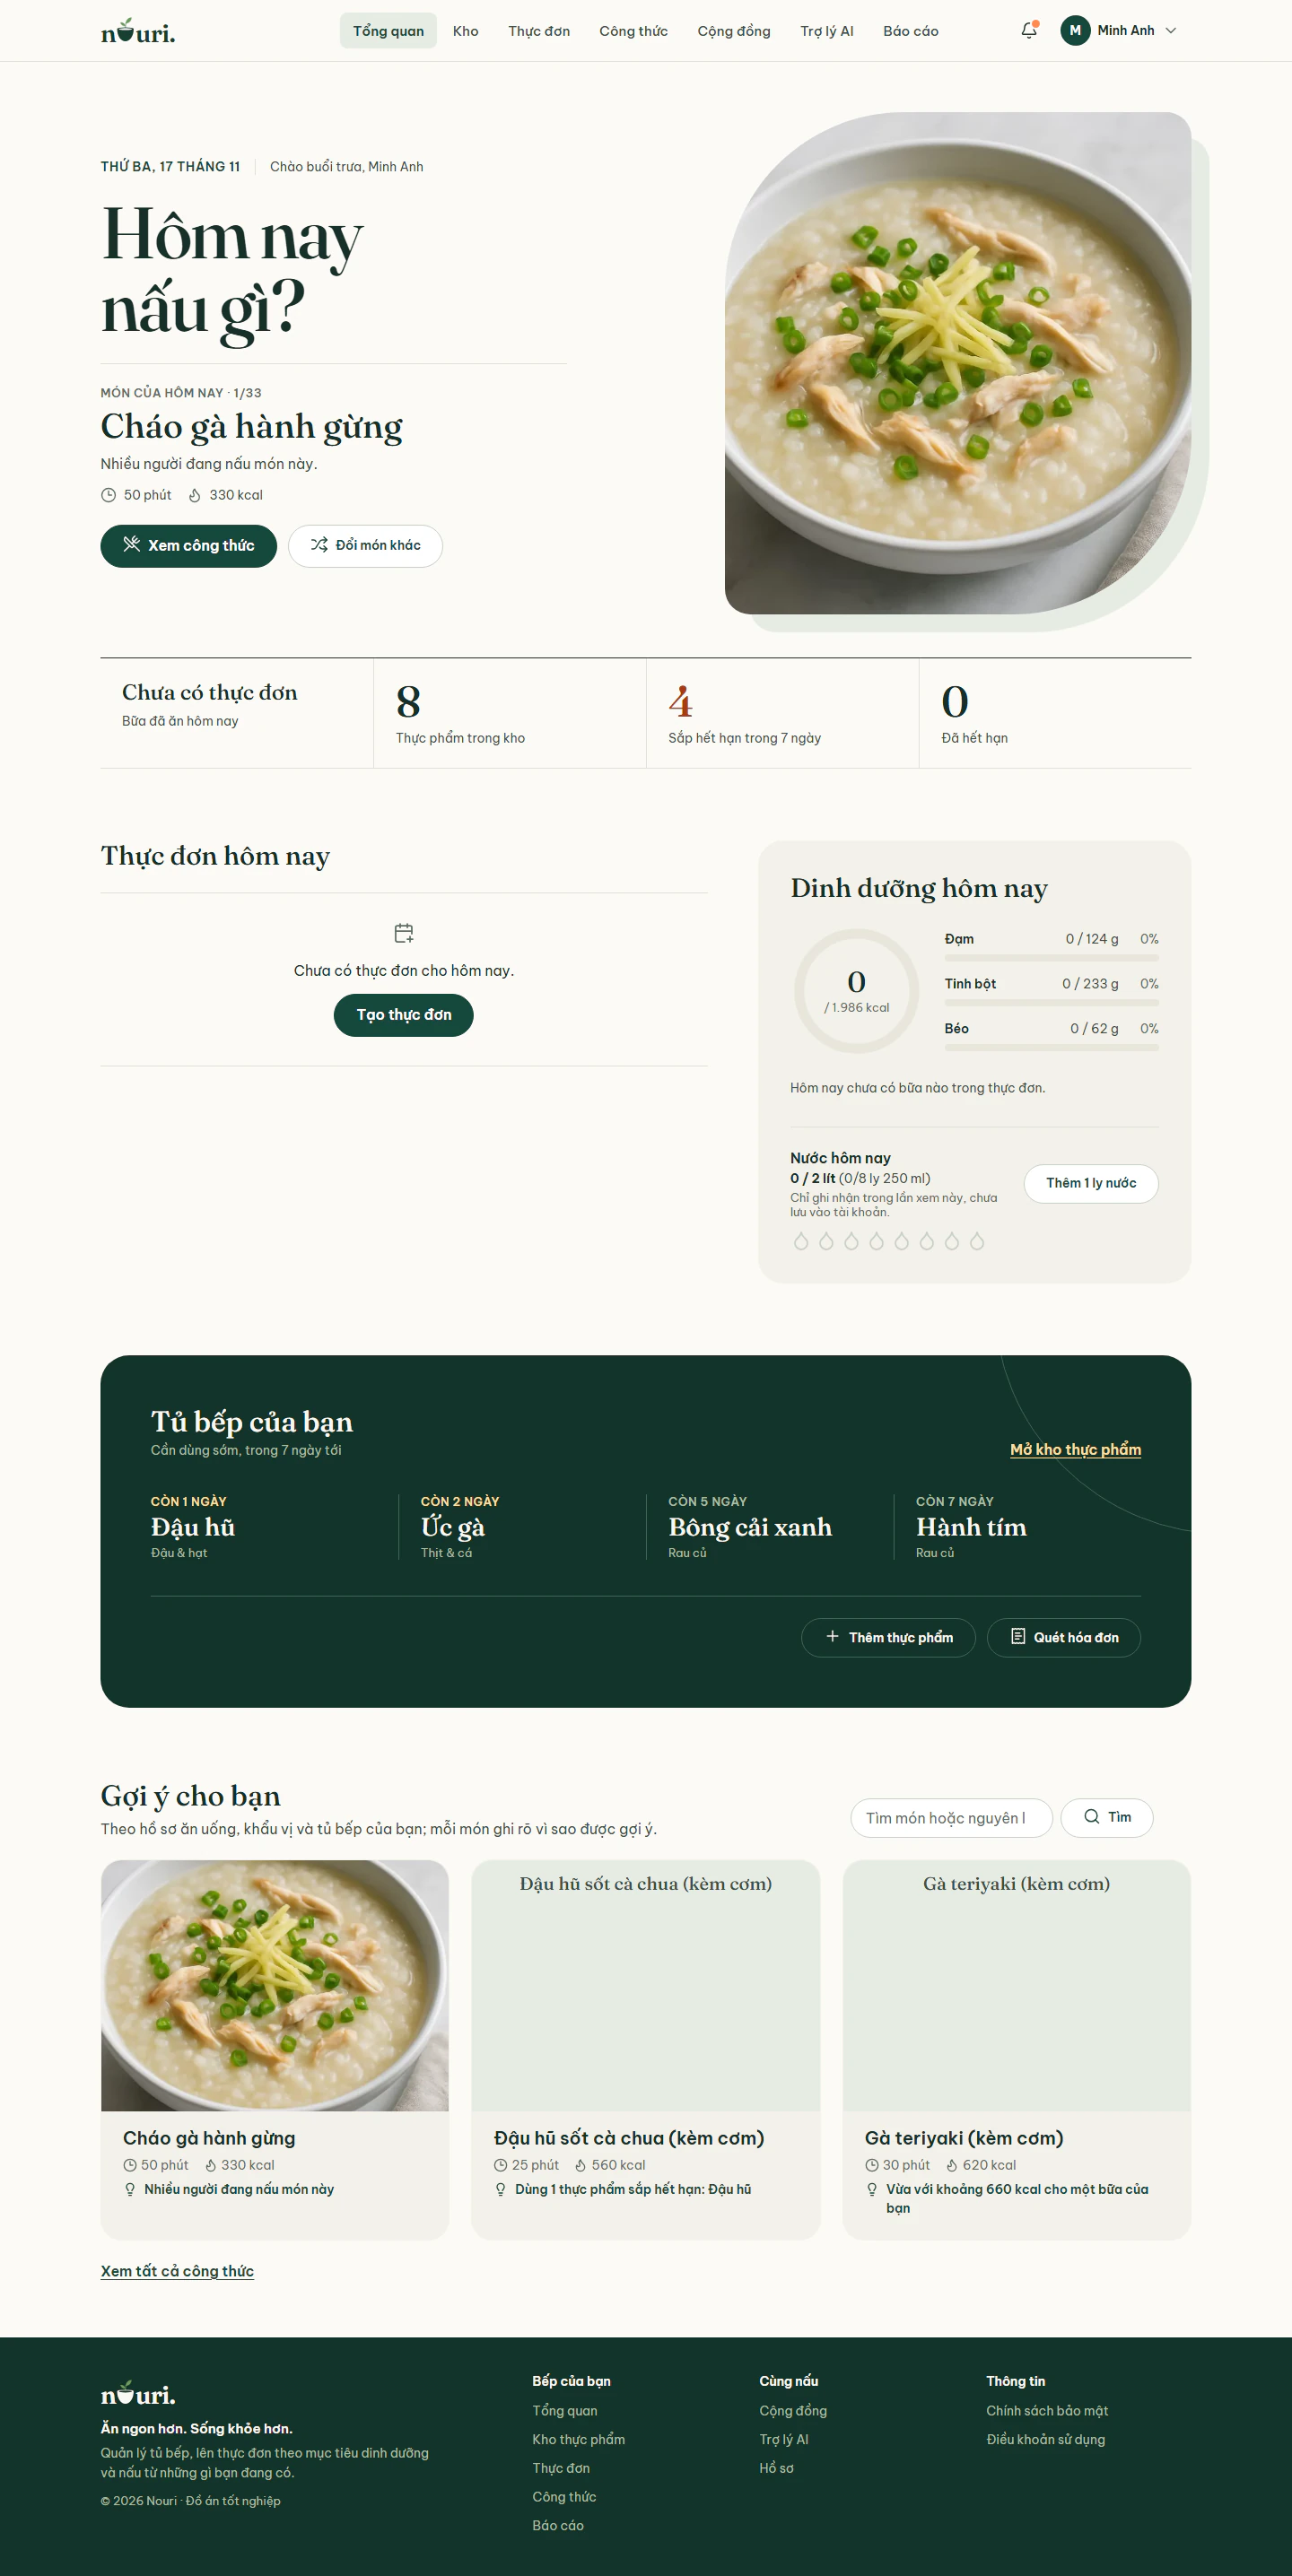 nouri.
Tổng quan
Kho
Thực đơn
Công thức
Cộng đồng
Trợ lý AI
Báo cáo
M
Minh Anh
THỨ BA, 17 THÁNG 11
Chào buổi trưa, Minh Anh
Hôm nay
nấu gì?
MÓN CỦA HÔM NAY · 1/33
Cháo gà hành gừng
Nhiều người đang nấu món này.
50 phút
330 kcal
Xem công thức
Đổi món khác
Chưa có thực đơn
Bữa đã ăn hôm nay
8
Thực phẩm trong kho
4
Sắp hết hạn trong 7 ngày
0
Đã hết hạn
Thực đơn hôm nay
Chưa có thực đơn cho hôm nay.
Tạo thực đơn
Dinh dưỡng hôm nay
0
/ 1.986 kcal
Đạm 0 / 124 g 0%
Tinh bột 0 / 233 g 0%
Béo 0 / 62 g 0%
Hôm nay chưa có bữa nào trong thực đơn.
Nước hôm nay
0 / 2 lít (0/8 ly 250 ml)
Chỉ ghi nhận trong lần xem này, chưa
lưu vào tài khoản.
Thêm 1 ly nước
Tủ bếp của bạn
Cần dùng sớm, trong 7 ngày tới
Mở kho thực phẩm
CÒN 1 NGÀY
Đậu hũ
Đậu & hạt
CÒN 2 NGÀY
Ức gà
Thịt & cá
CÒN 5 NGÀY
Bông cải xanh
Rau củ
CÒN 7 NGÀY
Hành tím
Rau củ
Thêm thực phẩm
Quét hóa đơn
Gợi ý cho bạn
Theo hồ sơ ăn uống, khẩu vị và tủ bếp của bạn; mỗi món ghi rõ vì sao được gợi ý.
Tìm món hoặc nguyên l
Tìm
Cháo gà hành gừng
50 phút
330 kcal
Nhiều người đang nấu món này
Đậu hũ sốt cà chua (kèm cơm)
Đậu hũ sốt cà chua (kèm cơm)
25 phút
560 kcal
Dùng 1 thực phẩm sắp hết hạn: Đậu hũ
Gà teriyaki (kèm cơm)
Gà teriyaki (kèm cơm)
30 phút
620 kcal
Vừa với khoảng 660 kcal cho một bữa của
bạn
Xem tất cả công thức
nouri.
Ăn ngon hơn. Sống khỏe hơn.
Quản lý tủ bếp, lên thực đơn theo mục tiêu dinh dưỡng
và nấu từ những gì bạn đang có.
© 2026 Nouri · Đồ án tốt nghiệp
Bếp của bạn
Tổng quan
Kho thực phẩm
Thực đơn
Công thức
Báo cáo
Cùng nấu
Cộng đồng
Trợ lý AI
Hồ sơ
Thông tin
Chính sách bảo mật
Điều khoản sử dụng